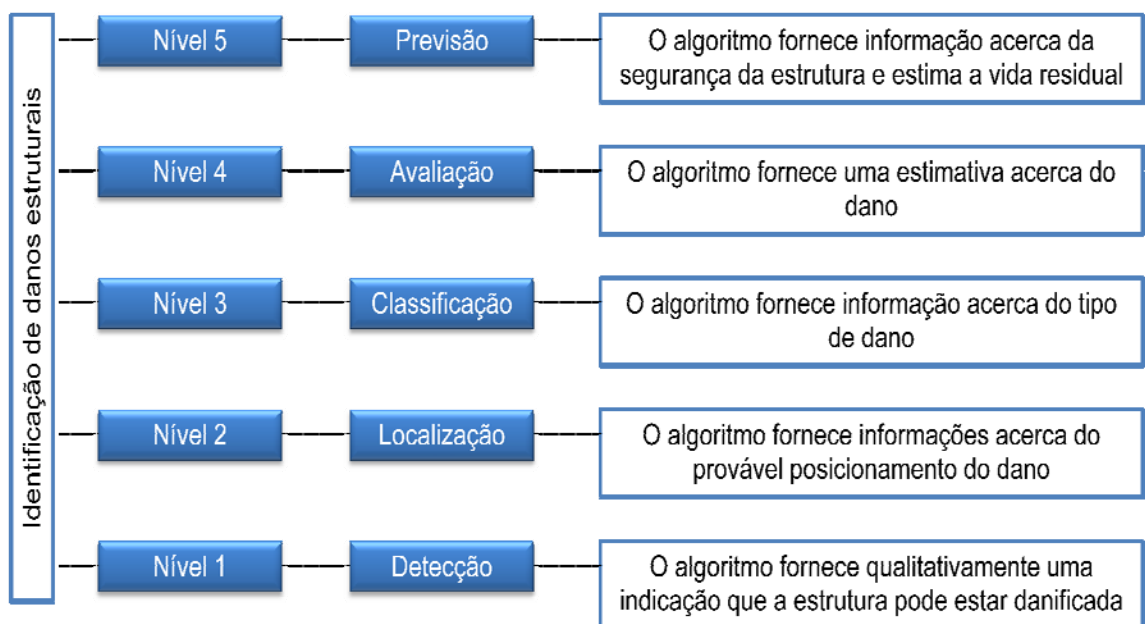 Identificação de danos estruturais
Nível 5
Previsão
O algoritmo fornece informação acerca da
segurança da estrutura e estima a vida residual
Nível 4
Avaliação
O algoritmo fornece uma estimativa acerca do
dano
Nível 3
Classificação
O algoritmo fornece informação acerca do tipo
de dano
Nível 2
Localização
O algoritmo fornece informações acerca do
provável posicionamento do dano
Nível 1
Detecção
O algoritmo fornece qualitativamente uma
indicação que a estrutura pode estar danificada